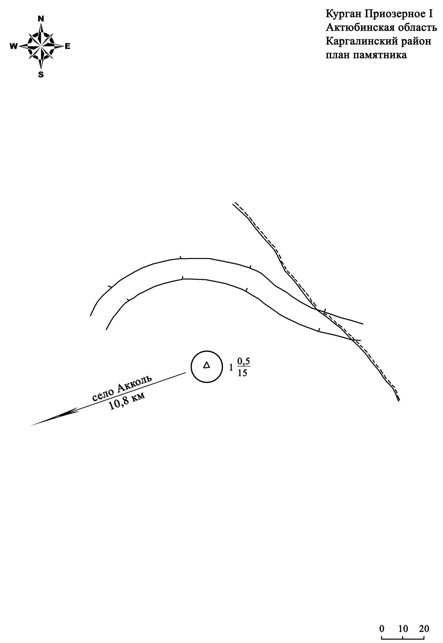 N
W E
S
Курган Приозерное I
Актюбинская область
Каргалинский район
план памятника
1 0,5
15
село Акколь
10,8 км
0 10 20